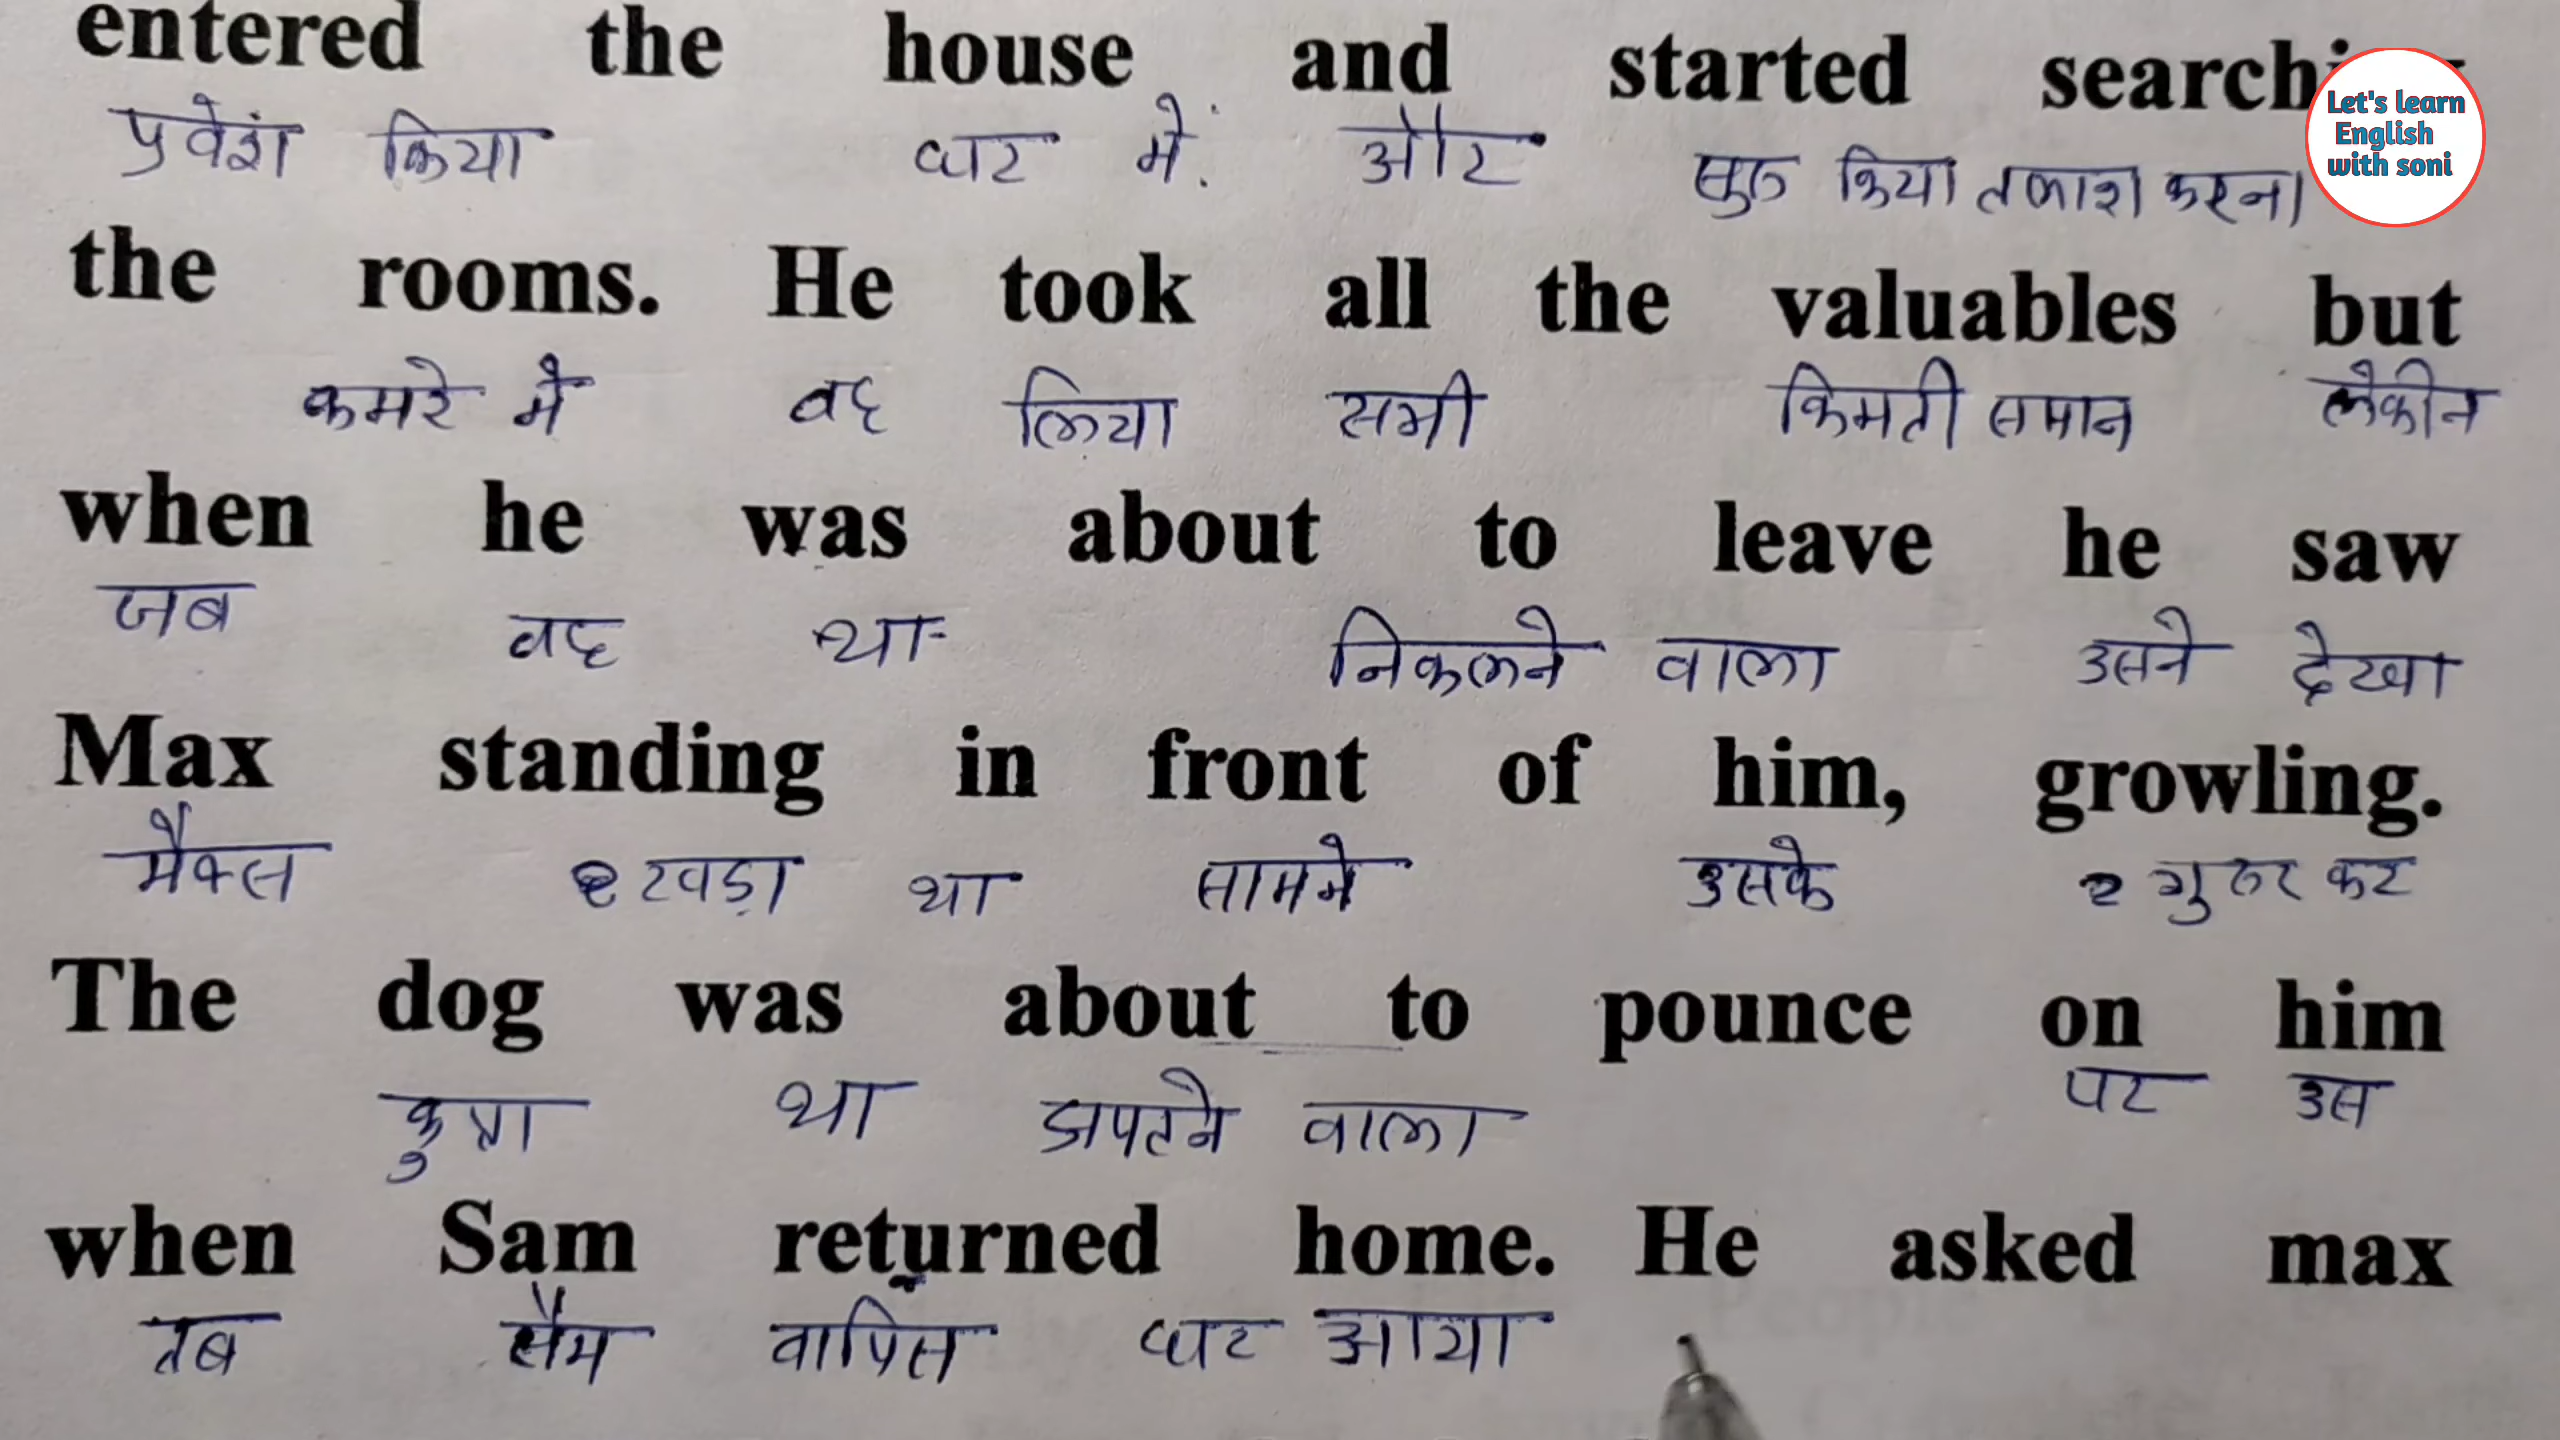 entered the house and started
प्रवेश किया घर में. और सुरु किया तलाश करना
Let's learn
English
with soni
the rooms. He took all the valuables but
कमरे में वह लिया सभी किमती समान लेकीन
when he was about to leave he saw
जब वह था निकलने वाला उसने देखा
Max standing in front of him, growling.
मैक्स खड़ा था सामने उसके कर
The dog was about to pounce on him
कुत्ता था झपटने वाला पर उस
when Sam returned home. He asked max
तब सैम वापिस घर आया